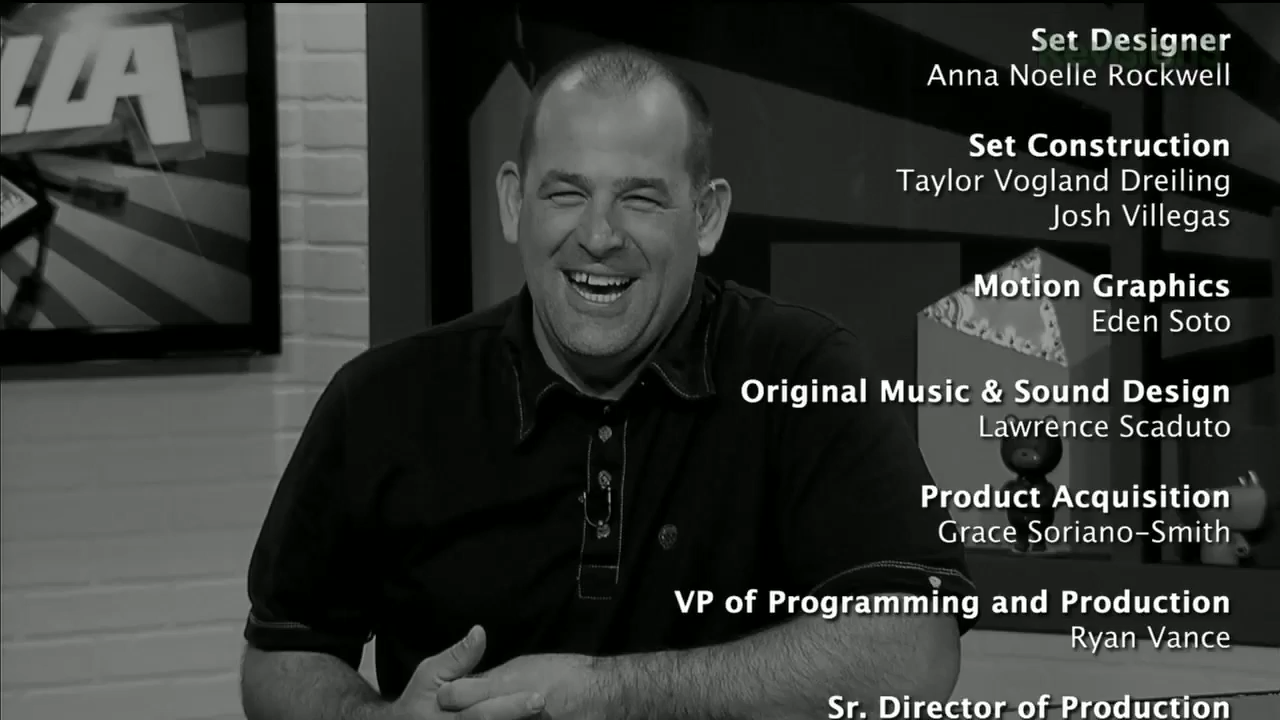 LLA
Set Designer
Anna Noelle Rockwell
Set Construction
Taylor Vogland Dreiling
Josh Villegas
Motion Graphics
Eden Soto
Original Music & Sound Design
Lawrence Scaduto
Product Acquisition
Grace Soriano-Smith
VP of Programming and Production
Ryan Vance
Sr. Director of Production